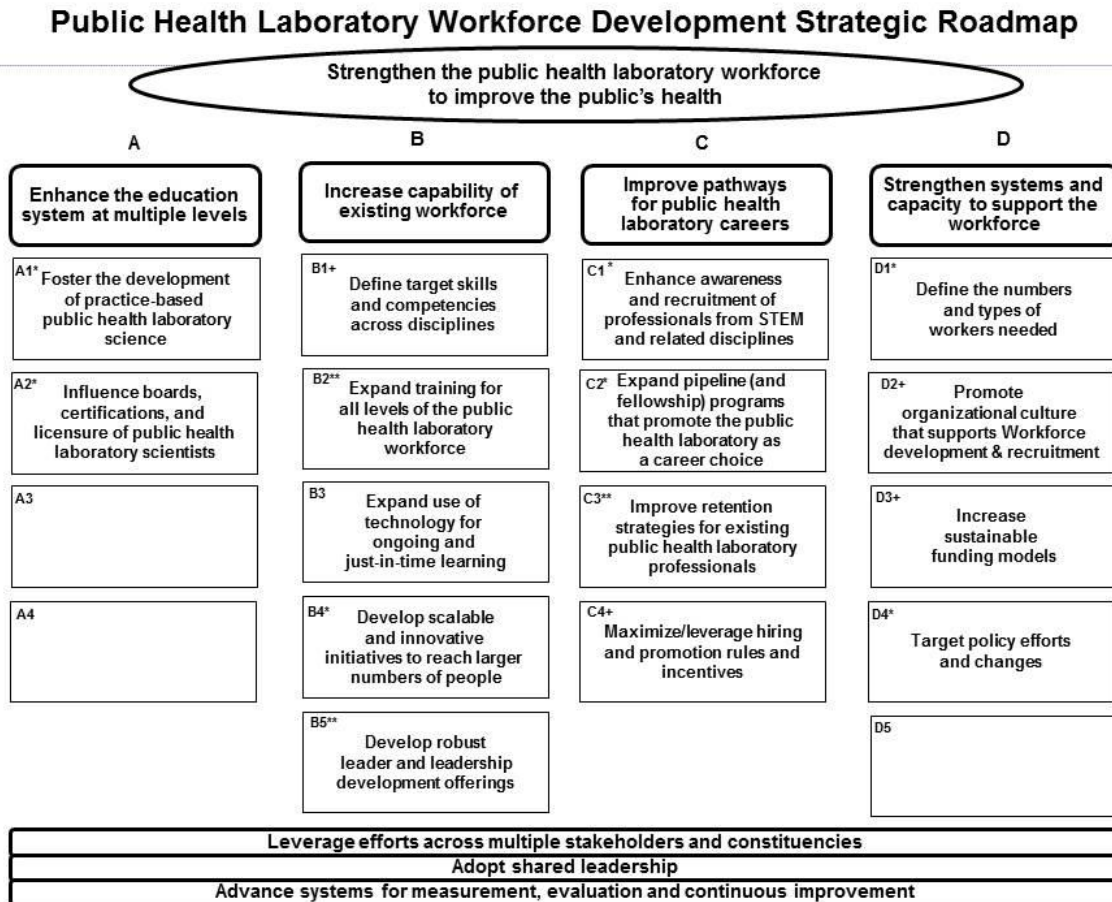 Public Health Laboratory Workforce Development Strategic Roadmap
Strengthen the public health laboratory workforce
to improve the public's health
A
Enhance the education
system at multiple levels
A1* Foster the development
of practice-based
public health laboratory
science
A2*
Influence boards,
certifications, and
licensure of public health
laboratory scientists
A3
A4
B
Increase capability of
existing workforce
B1+
Define target skills
and competencies
across disciplines
B2**
Expand training for
all levels of the public
health laboratory
workforce
B3
Expand use of
technology for
ongoing and
just-in-time learning
B4*
Develop scalable
and innovative
initiatives to reach larger
numbers of people
B5**
Develop robust
leader and leadership
development offerings
C
Improve pathways
for public health
laboratory careers
C1*
Enhance awareness
and recruitment of
professionals from STEM
and related disciplines
C2* Expand pipeline (and
fellowship) programs
that promote the public
health laboratory as
a career choice
C3**
Improve retention
strategies for existing
public health laboratory
professionals
C4+
Maximize/leverage hiring
and promotion rules and
incentives
D
Strengthen systems and
capacity to support the
workforce
D1*
Define the numbers
and types of
workers needed
D2+
Promote
organizational culture
that supports Workforce
development & recruitment
D3+
Increase
sustainable
funding models
D4*
Target policy efforts
and changes
D5
Leverage efforts across multiple stakeholders and constituencies
Adopt shared leadership
Advance systems for measurement, evaluation and continuous improvement